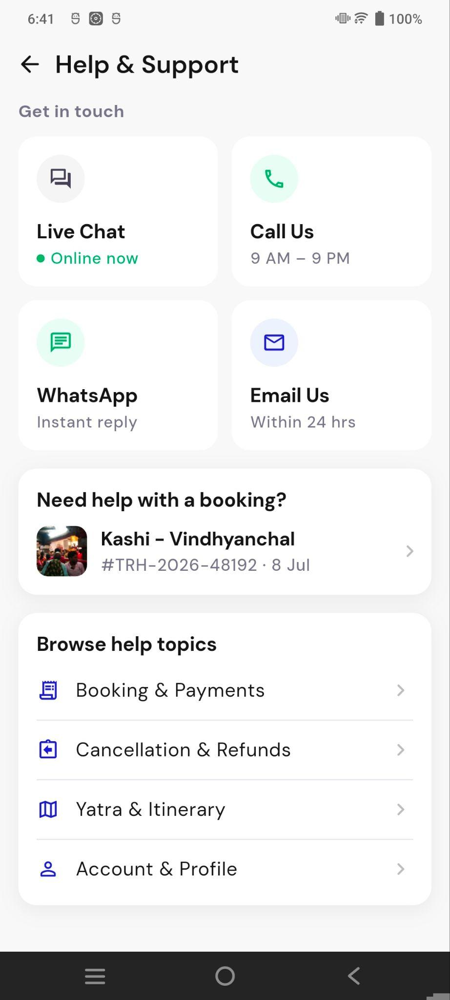 6:41
100%
Help & Support
Get in touch
Live Chat
Online now
Call Us
9 AM – 9 PM
WhatsApp
Instant reply
Email Us
Within 24 hrs
Need help with a booking?
Kashi - Vindhyanchal
#TRH-2026-48192 · 8 Jul
Browse help topics
Booking & Payments
Cancellation & Refunds
Yatra & Itinerary
Account & Profile